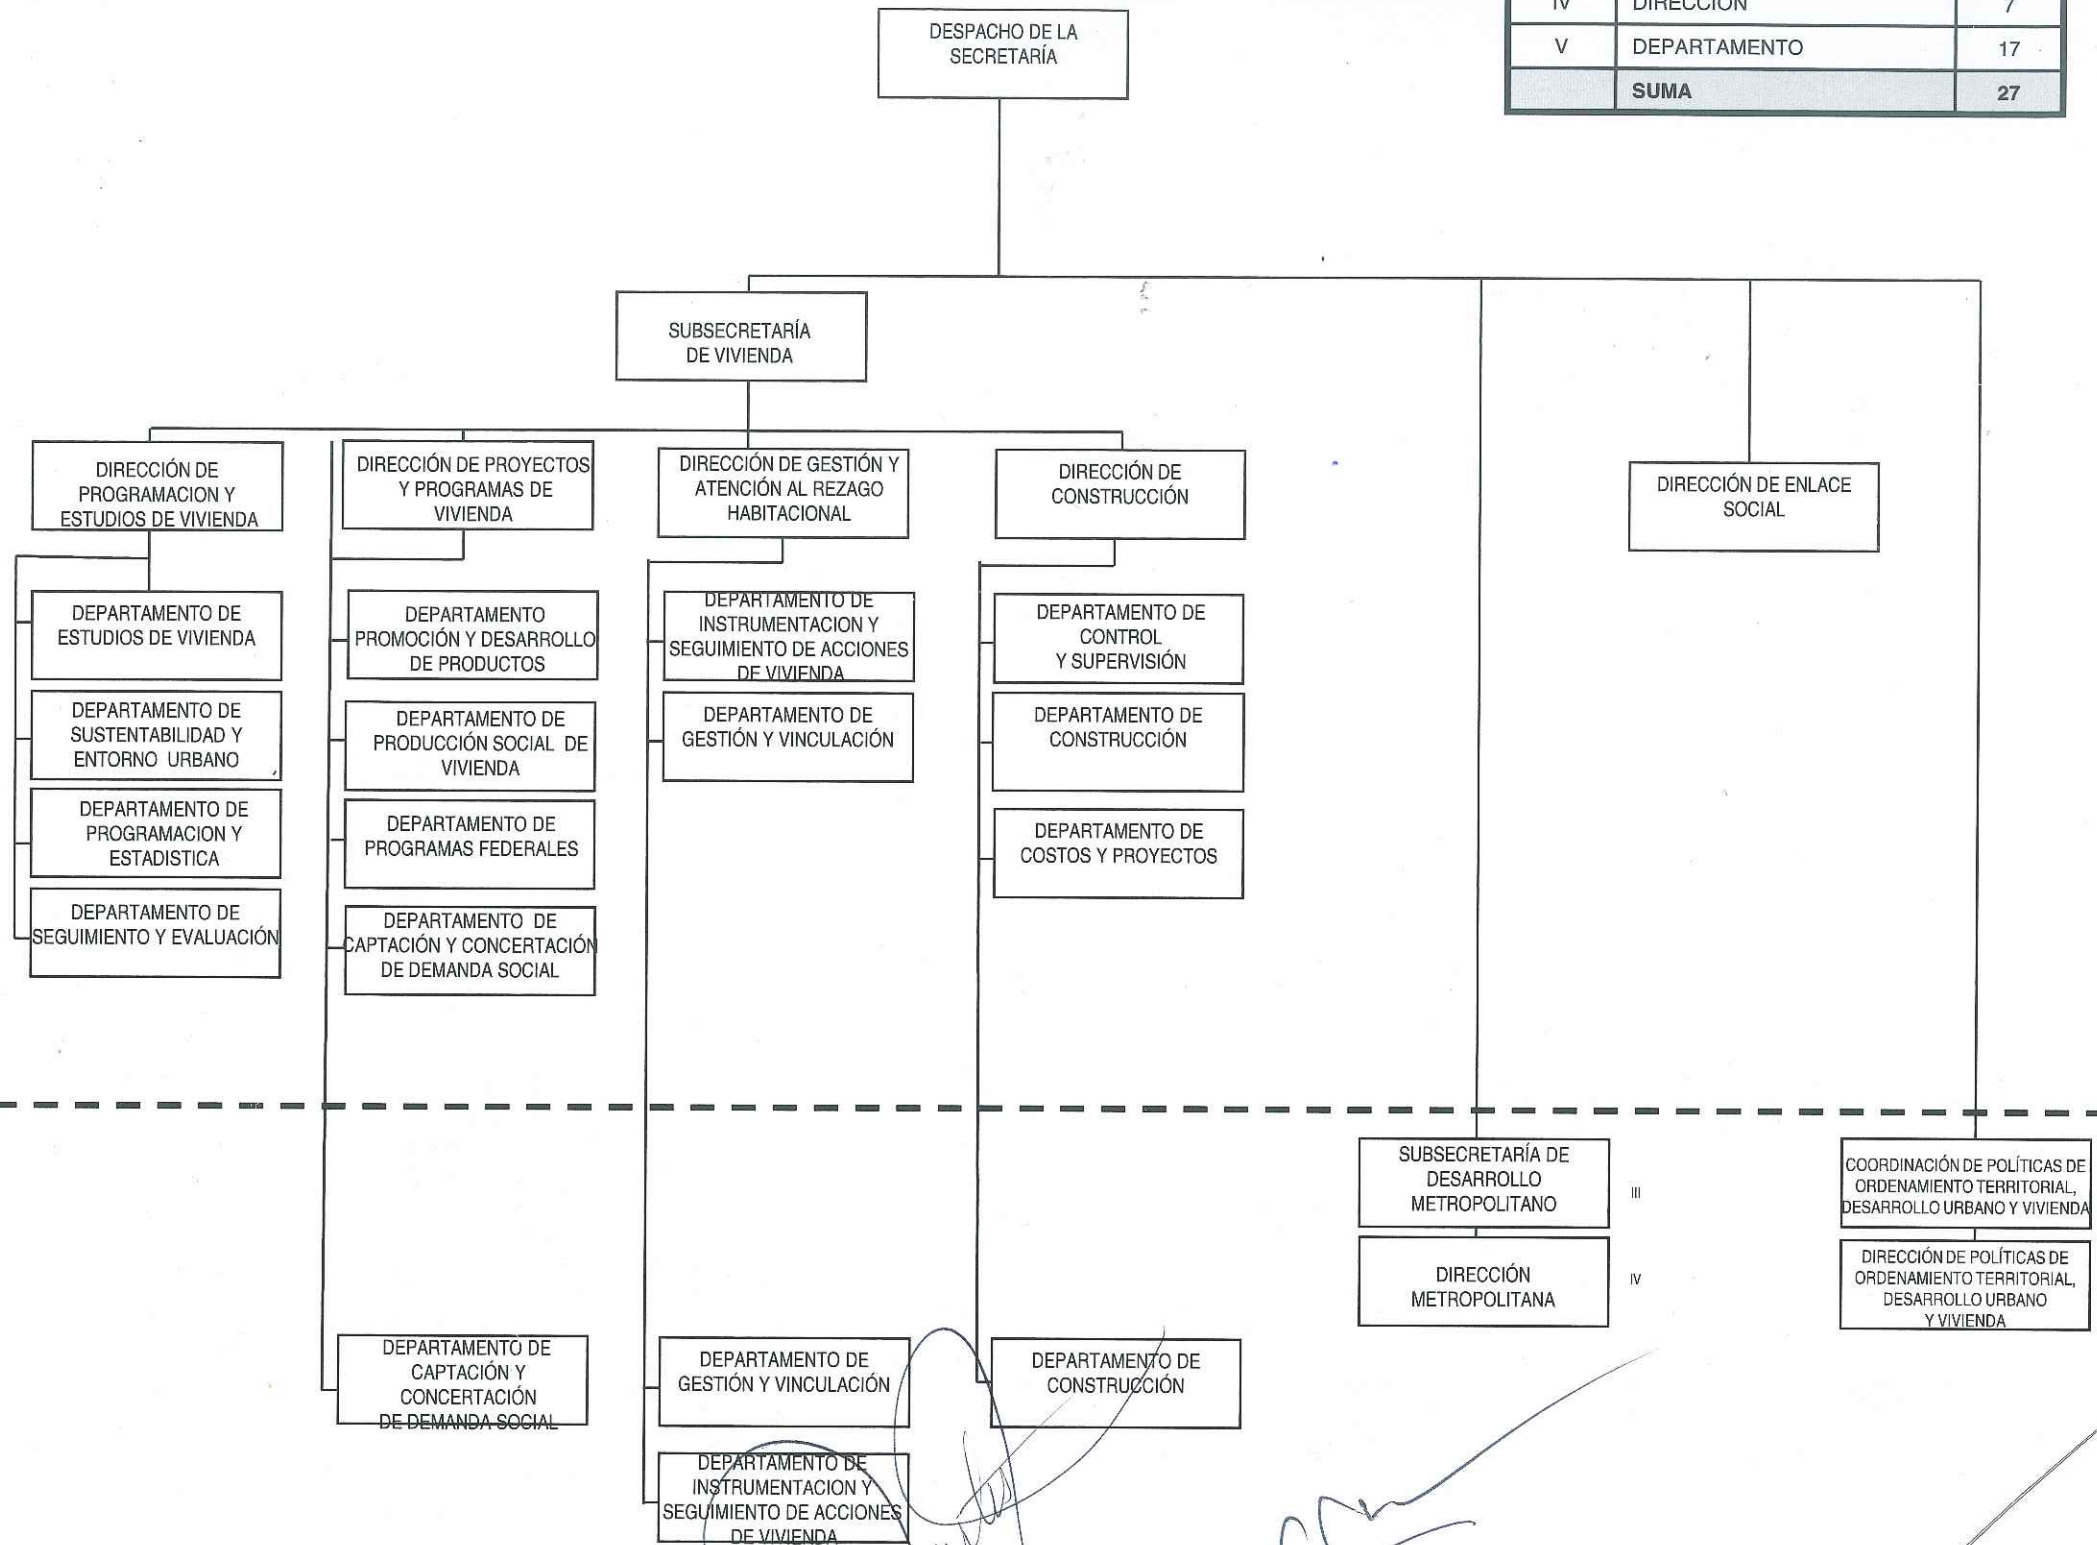 DESPACHO DE LA
SECRETARÍA
IV DIRECCIÓN 7
V DEPARTAMENTO 17
SUMA 27
SUBSECRETARÍA
DE VIVIENDA
DIRECCIÓN DE
PROGRAMACION Y
ESTUDIOS DE VIVIENDA
DIRECCIÓN DE PROYECTOS
Y PROGRAMAS DE
VIVIENDA
DIRECCIÓN DE GESTIÓN Y
ATENCIÓN AL REZAGO
HABITACIONAL
DIRECCIÓN DE
CONSTRUCCIÓN
DIRECCIÓN DE ENLACE
SOCIAL
DEPARTAMENTO DE
ESTUDIOS DE VIVIENDA
DEPARTAMENTO DE
SUSTENTABILIDAD Y
ENTORNO URBANO
DEPARTAMENTO DE
PROGRAMACION Y
ESTADISTICA
DEPARTAMENTO DE
SEGUIMIENTO Y EVALUACIÓN
DEPARTAMENTO
PROMOCIÓN Y DESARROLLO
DE PRODUCTOS
DEPARTAMENTO DE
PRODUCCIÓN SOCIAL DE
VIVIENDA
DEPARTAMENTO DE
PROGRAMAS FEDERALES
DEPARTAMENTO DE
CAPTACIÓN Y CONCERTACIÓN
DE DEMANDA SOCIAL
DEPARTAMENTO DE
INSTRUMENTACION Y
SEGUIMIENTO DE ACCIONES
DE VIVIENDA
DEPARTAMENTO DE
GESTIÓN Y VINCULACIÓN
DEPARTAMENTO DE
CONTROL
Y SUPERVISIÓN
DEPARTAMENTO DE
CONSTRUCCIÓN
DEPARTAMENTO DE
COSTOS Y PROYECTOS
SUBSECRETARÍA DE
DESARROLLO
METROPOLITANO
III
DIRECCIÓN
METROPOLITANA
IV
COORDINACIÓN DE POLÍTICAS DE
ORDENAMIENTO TERRITORIAL,
DESARROLLO URBANO Y VIVIENDA
DIRECCIÓN DE POLÍTICAS DE
ORDENAMIENTO TERRITORIAL,
DESARROLLO URBANO
Y VIVIENDA
DEPARTAMENTO DE
CAPTACIÓN Y
CONCERTACIÓN
DE DEMANDA SOCIAL
DEPARTAMENTO DE
GESTIÓN Y VINCULACIÓN
DEPARTAMENTO DE
INSTRUMENTACION Y
SEGUIMIENTO DE ACCIONES
DE VIVIENDA
DEPARTAMENTO DE
CONSTRUCCIÓN